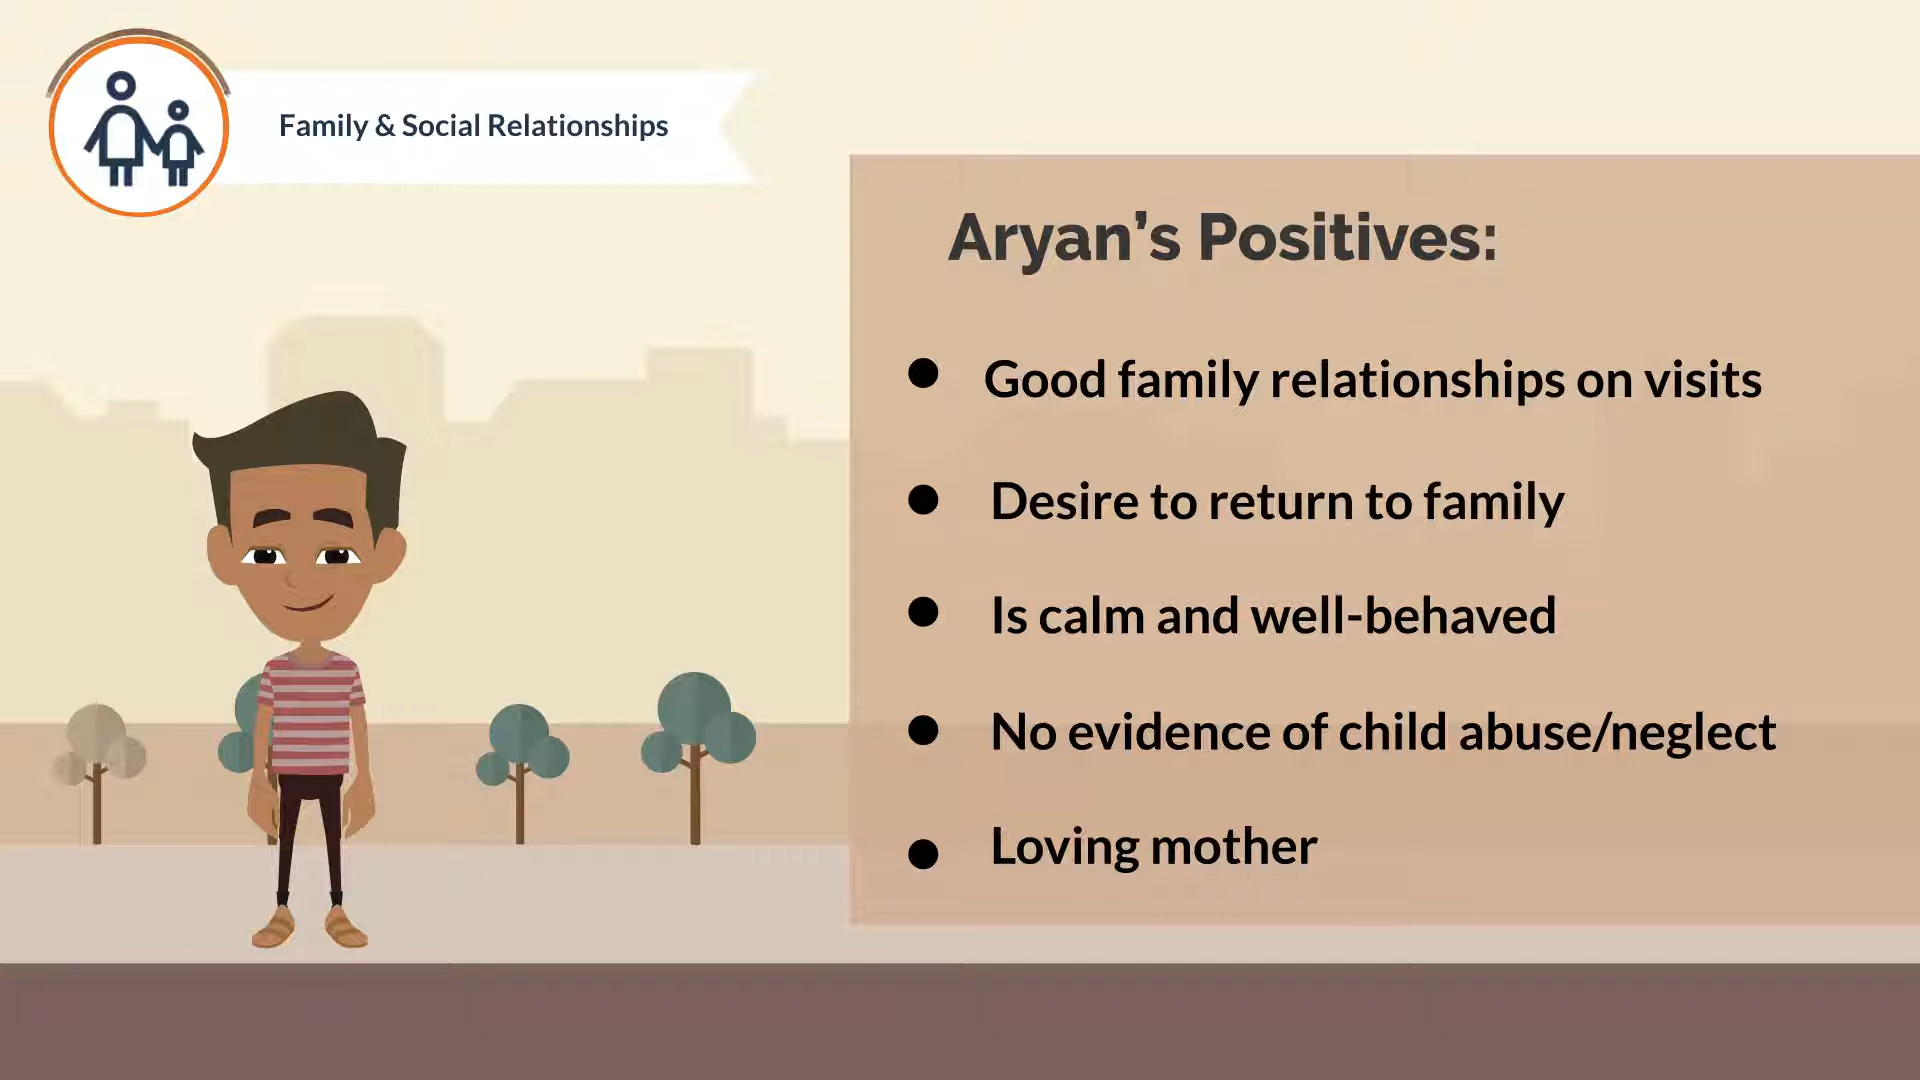 Family & Social Relationships
Aryan’s Positives:
● Good family relationships on visits
● Desire to return to family
● Is calm and well-behaved
● No evidence of child abuse/neglect
● Loving mother